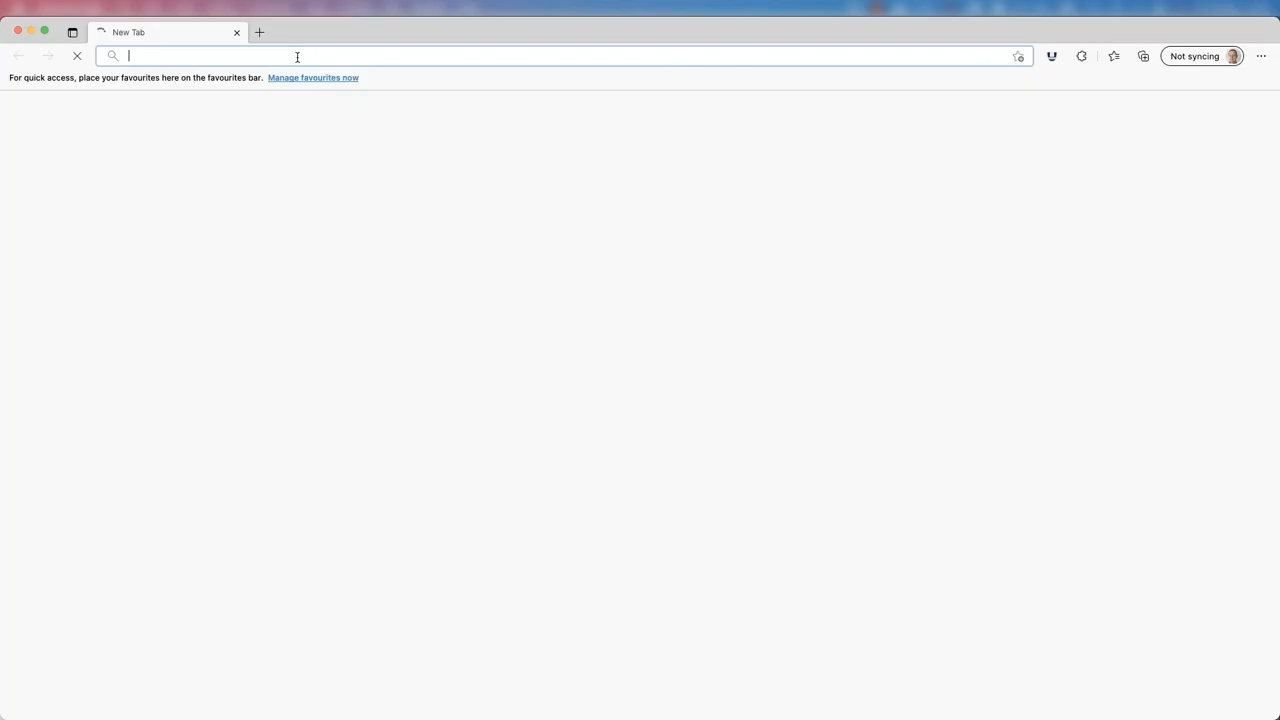 New Tab
Not syncing
For quick access, place your favourites here on the favourites bar. Manage favourites now